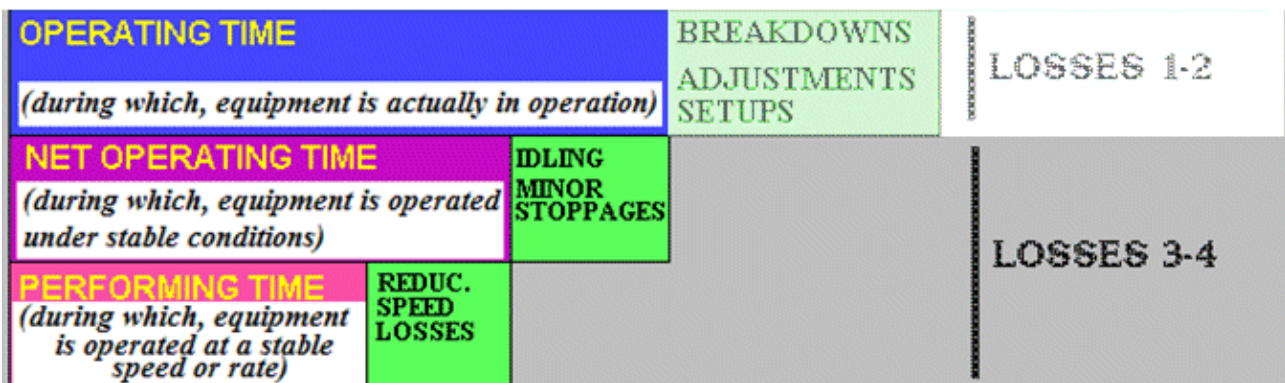 OPERATING TIME
(during which, equipment is actually in operation)
BREAKDOWNS
ADJUSTMENTS
SETUPS
LOSSES 1-2
NET OPERATING TIME
(during which, equipment is operated
under stable conditions)
IDLING
MINOR
STOPPAGES
LOSSES 3-4
PERFORMING TIME
(during which, equipment
is operated at a stable
speed or rate)
REDUC.
SPEED
LOSSES